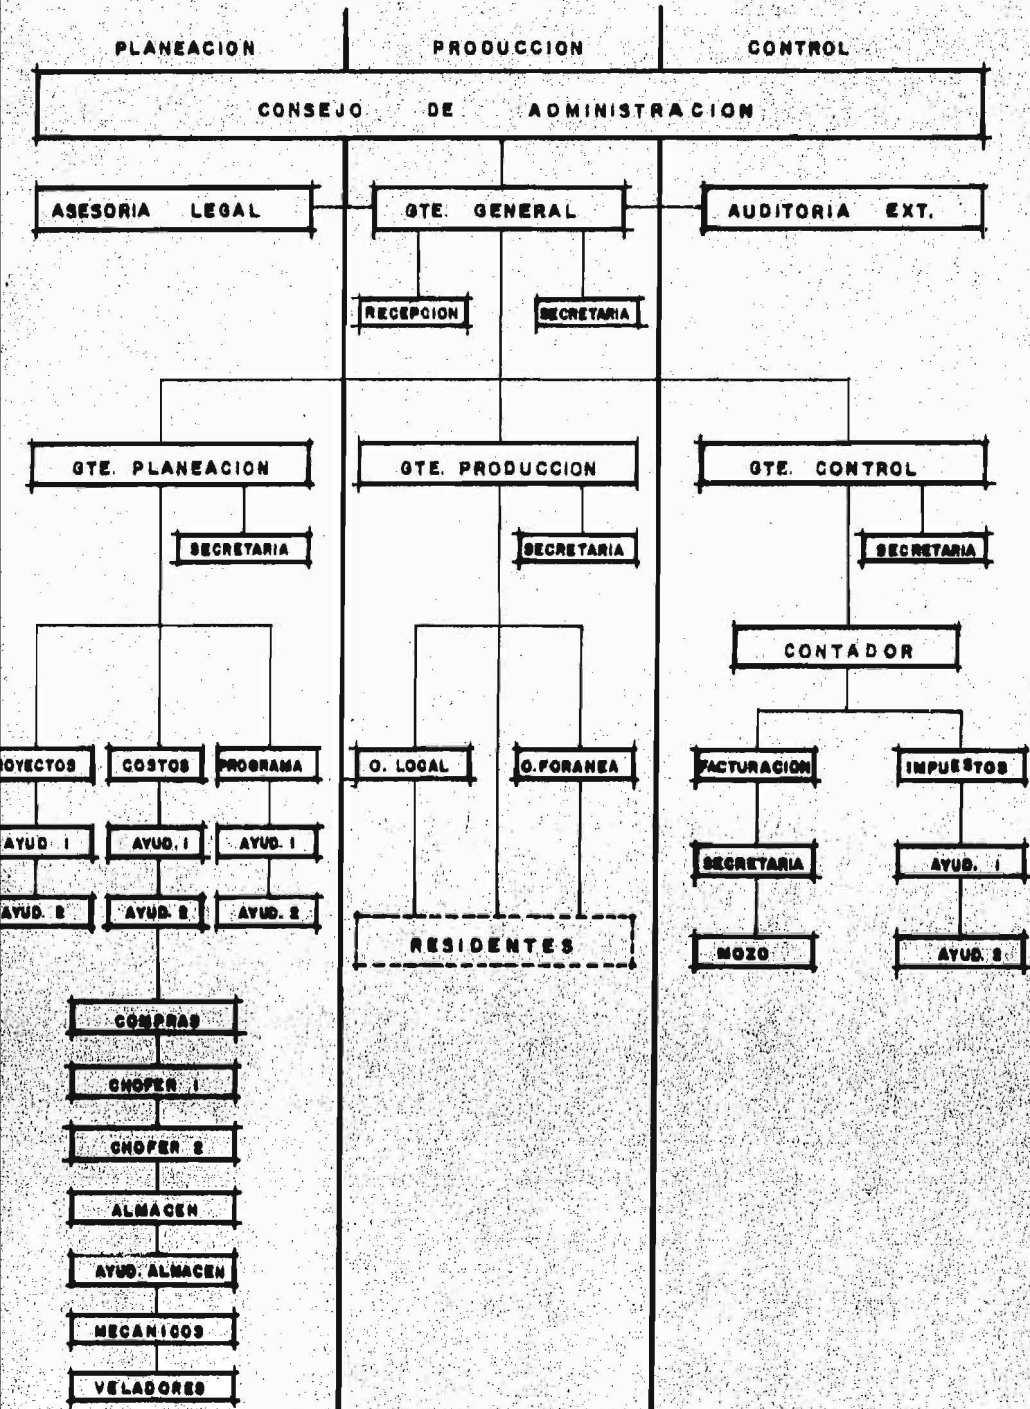 PLANEACION PRODUCCION CONTROL
CONSEJO DE ADMINISTRACION
ASESORIA LEGAL GTE. GENERAL AUDITORIA EXT.
RECEPCION SECRETARIA
GTE. PLANEACION GTE. PRODUCCION GTE. CONTROL
SECRETARIA SECRETARIA SECRETARIA
CONTADOR
OYECTOS COSTOS PROGRAMA O. LOCAL O.FORANEA FACTURACION IMPUESTOS
AYUD 1 AYUD. 1 AYUD. 1 SECRETARIA AYUD. 1
AYUD. 2 AYUD. 2 AYUD. 2
RESIDENTES MOZO AYUD. 2
COMPRAS
CHOFER 1
CHOFER 2
ALMACEN
AYUD. ALMACEN
MECANICOS
VELADORES